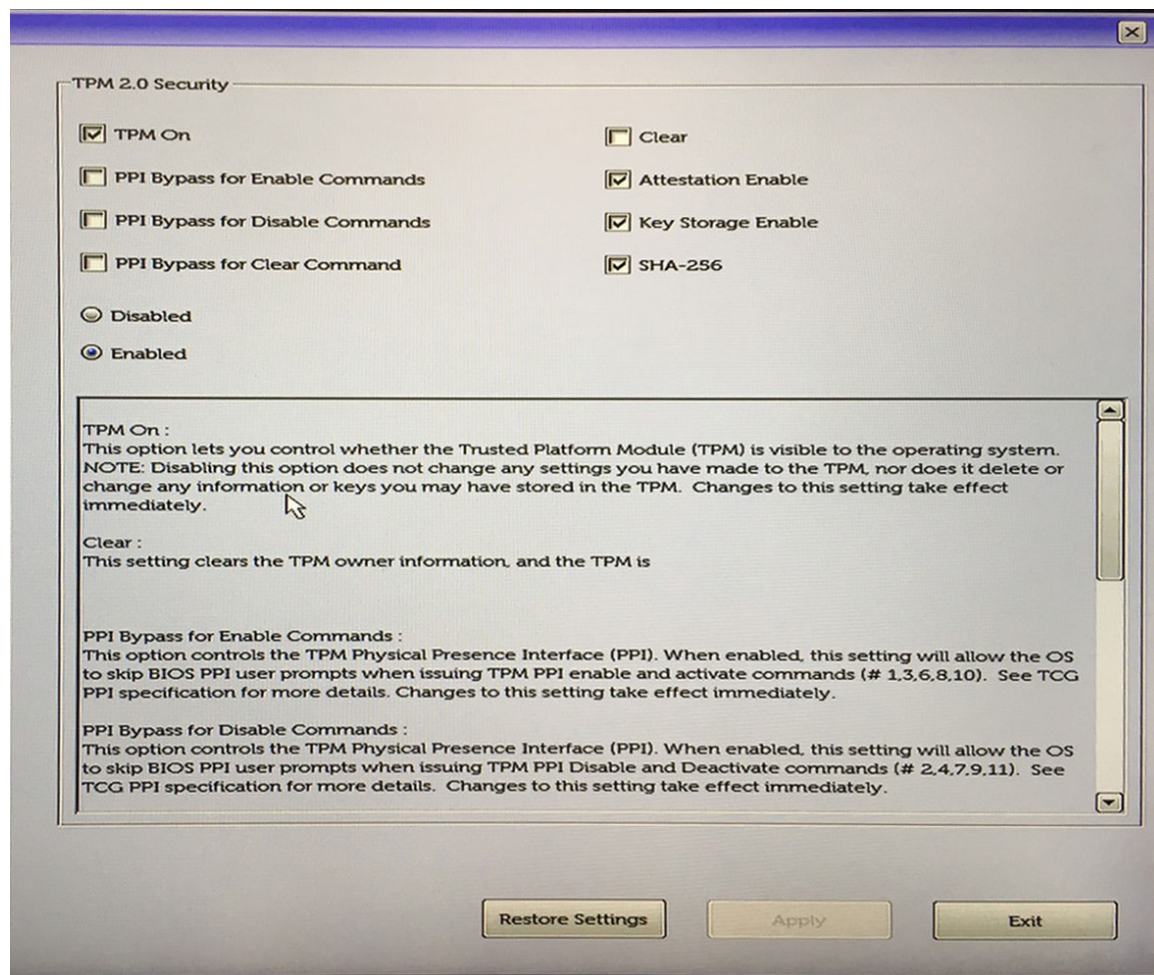 TPM 2.0 Security
TPM On
Clear
PPI Bypass for Enable Commands
Attestation Enable
PPI Bypass for Disable Commands
Key Storage Enable
PPI Bypass for Clear Command
SHA-256
Disabled
Enabled
TPM On :
This option lets you control whether the Trusted Platform Module (TPM) is visible to the operating system.
NOTE: Disabling this option does not change any settings you have made to the TPM, nor does it delete or
change any information or keys you may have stored in the TPM.  Changes to this setting take effect
immediately.
Clear :
This setting clears the TPM owner information, and the TPM is
PPI Bypass for Enable Commands :
This option controls the TPM Physical Presence Interface (PPI). When enabled, this setting will allow the OS
to skip BIOS PPI user prompts when issuing TPM PPI enable and activate commands (# 1,3,6,8,10).  See TCG
PPI specification for more details. Changes to this setting take effect immediately.
PPI Bypass for Disable Commands :
This option controls the TPM Physical Presence Interface (PPI). When enabled, this setting will allow the OS
to skip BIOS PPI user prompts when issuing TPM PPI Disable and Deactivate commands (# 2,4,7,9,11).  See
TCG PPI specification for more details.  Changes to this setting take effect immediately.
Restore Settings
Apply
Exit